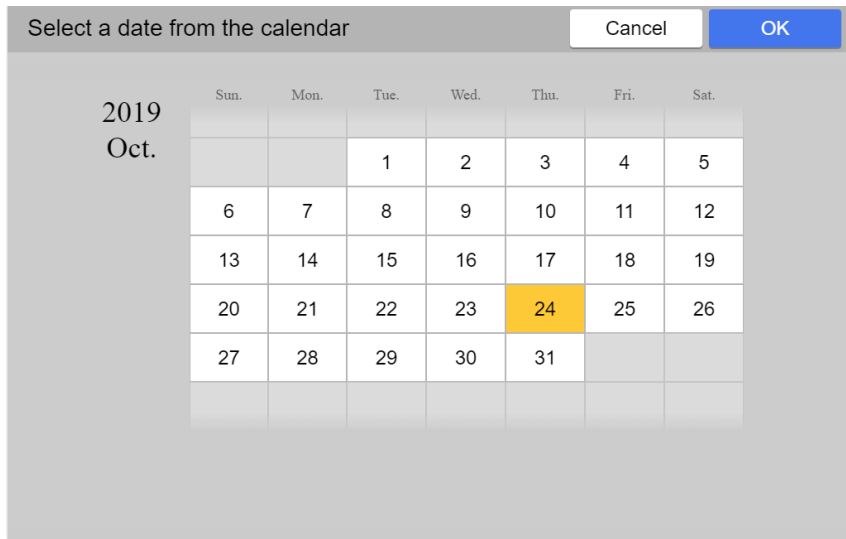 Select a date from the calendar Cancel OK
2019
Oct.
Sun. Mon. Tue. Wed. Thu. Fri. Sat.
1 2 3 4 5
6 7 8 9 10 11 12
13 14 15 16 17 18 19
20 21 22 23 24 25 26
27 28 29 30 31